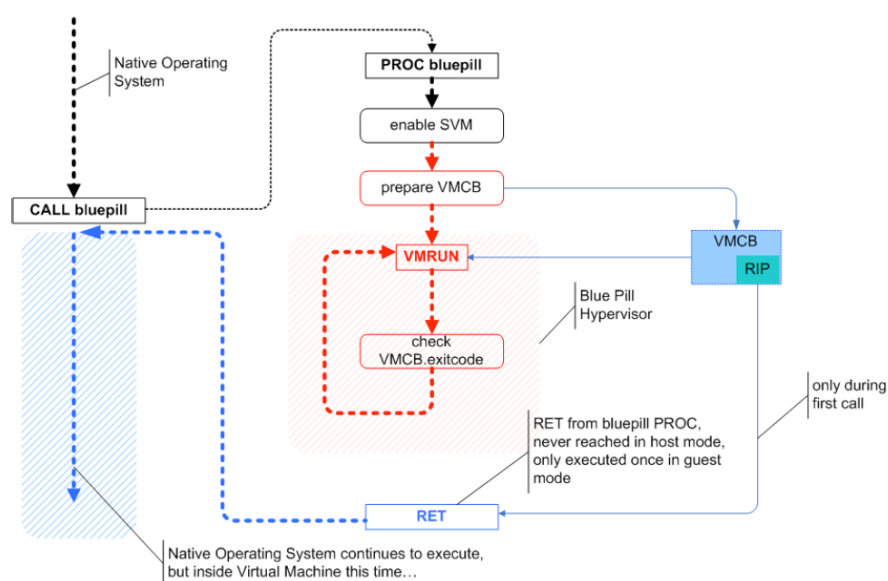 Native Operating
System
PROC bluepill
enable SVM
prepare VMCB
CALL bluepill
VMCB
RIP
VMRUN
Blue Pill
Hypervisor
check
VMCB.exitcode
only during
first call
RET from bluepill PROC,
never reached in host mode,
only executed once in guest
mode
RET
Native Operating System continues to execute,
but inside Virtual Machine this time…